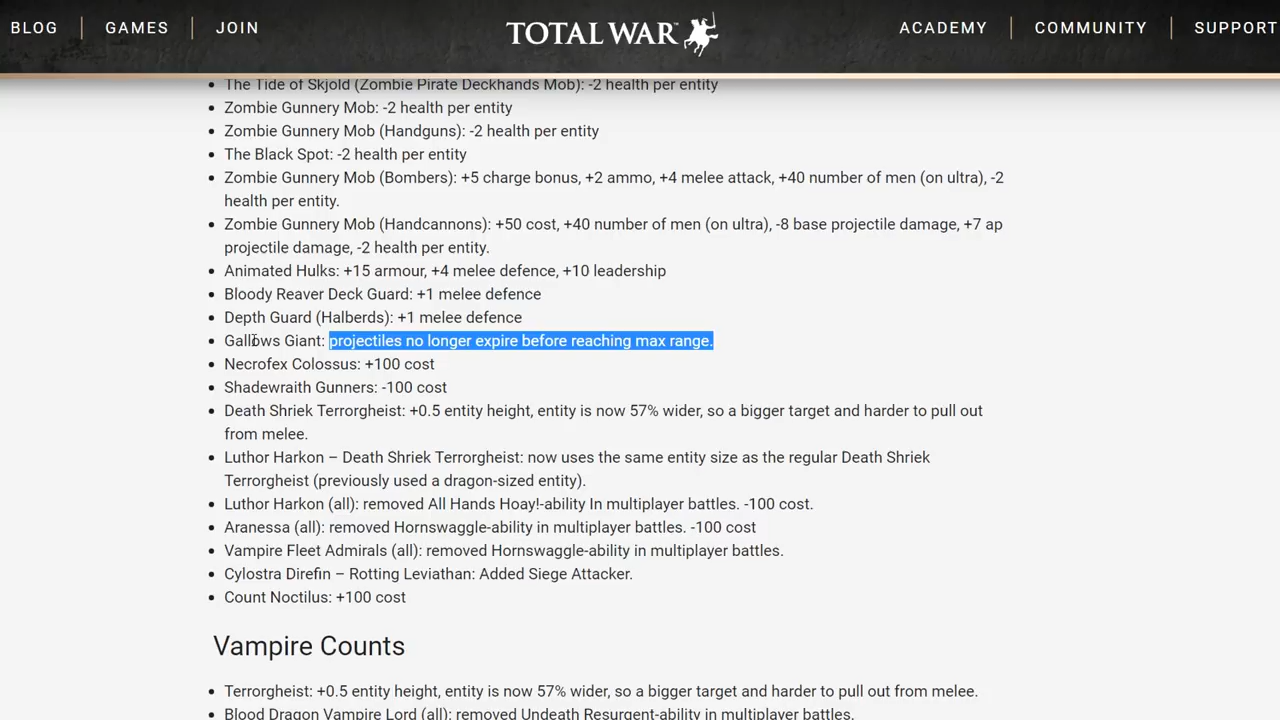 BLOG GAMES JOIN TOTAL WAR™ ACADEMY COMMUNITY SUPPORT
The Tide of Skjold (Zombie Pirate Deckhands Mob): -2 health per entity
Zombie Gunnery Mob: -2 health per entity
Zombie Gunnery Mob (Handguns): -2 health per entity
The Black Spot: -2 health per entity
Zombie Gunnery Mob (Bombers): +5 charge bonus, +2 ammo, +4 melee attack, +40 number of men (on ultra), -2
health per entity.
Zombie Gunnery Mob (Handcannons): +50 cost, +40 number of men (on ultra), -8 base projectile damage, +7 ap
projectile damage, -2 health per entity.
Animated Hulks: +15 armour, +4 melee defence, +10 leadership
Bloody Reaver Deck Guard: +1 melee defence
Depth Guard (Halberds): +1 melee defence
Gallows Giant: projectiles no longer expire before reaching max range.
Necrofex Colossus: +100 cost
Shadewraith Gunners: -100 cost
Death Shriek Terrorgheist: +0.5 entity height, entity is now 57% wider, so a bigger target and harder to pull out
from melee.
Luthor Harkon – Death Shriek Terrorgheist: now uses the same entity size as the regular Death Shriek
Terrorgheist (previously used a dragon-sized entity).
Luthor Harkon (all): removed All Hands Hoay!-ability In multiplayer battles. -100 cost.
Aranessa (all): removed Hornswaggle-ability in multiplayer battles. -100 cost
Vampire Fleet Admirals (all): removed Hornswaggle-ability in multiplayer battles.
Cylostra Direfin – Rotting Leviathan: Added Siege Attacker.
Count Noctilus: +100 cost
Vampire Counts
Terrorgheist: +0.5 entity height, entity is now 57% wider, so a bigger target and harder to pull out from melee.
Blood Dragon Vampire Lord (all): removed Undeath Resurgent-ability in multiplayer battles.